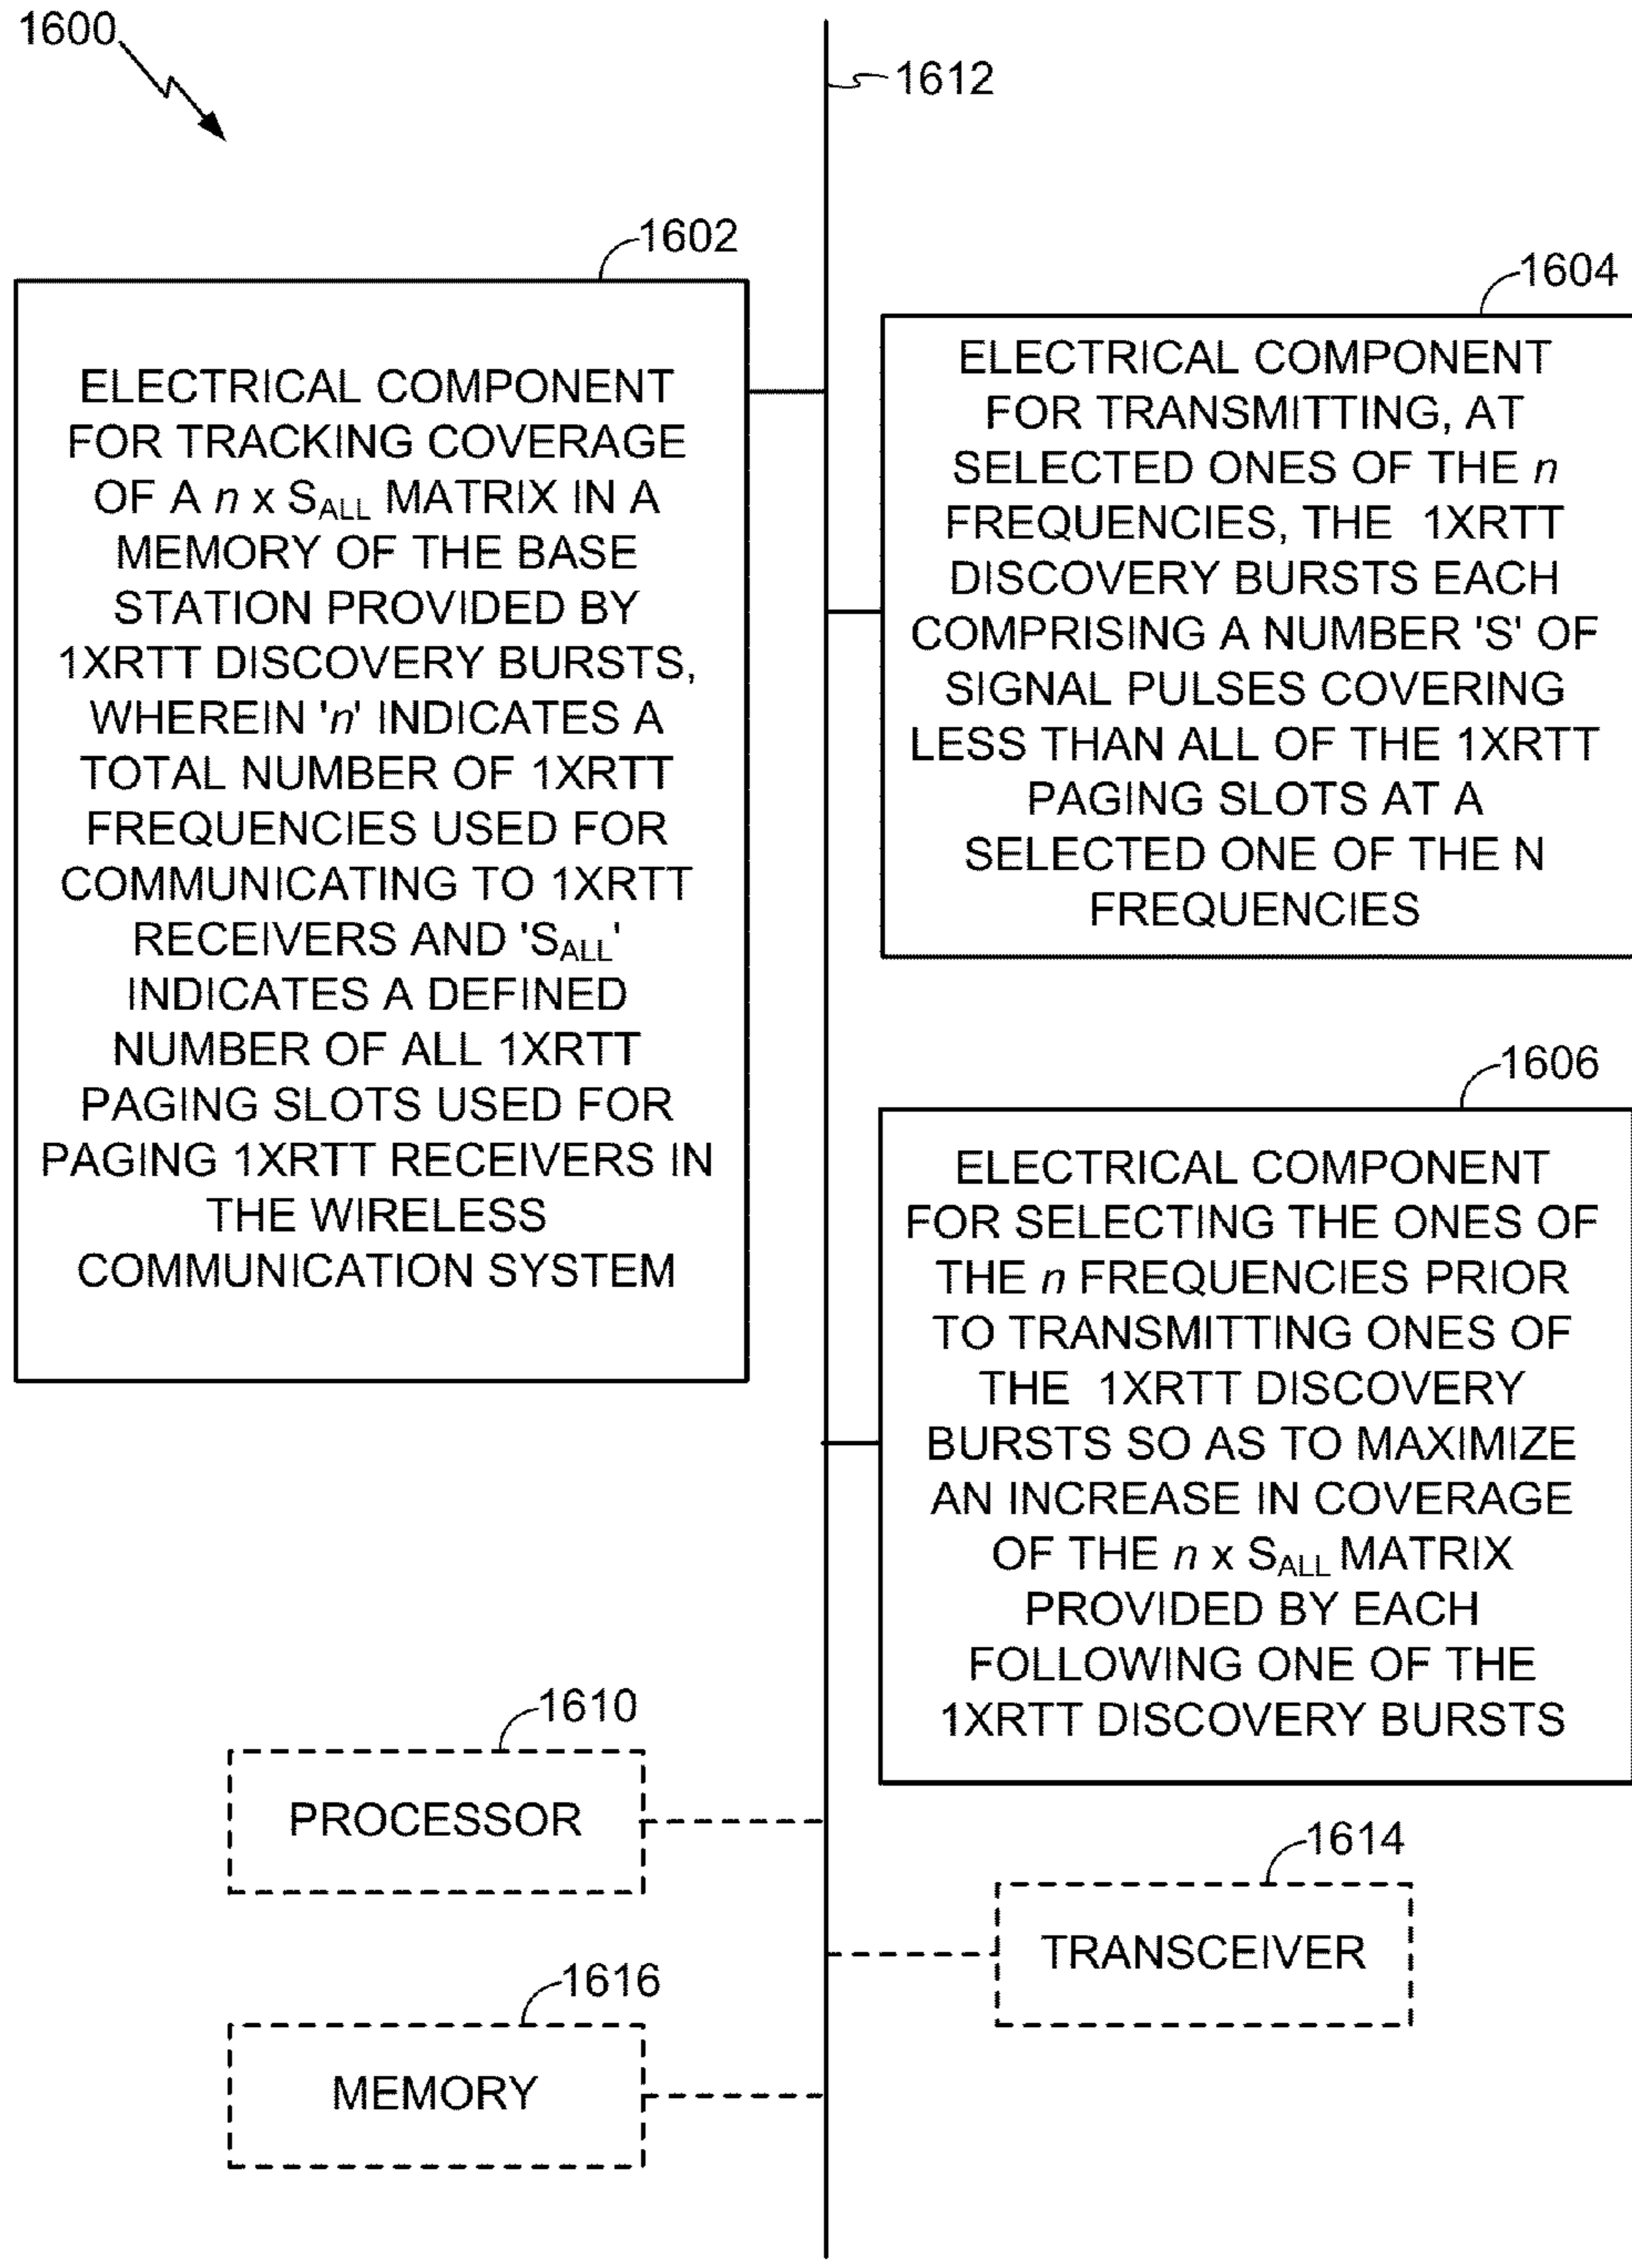 1600
1612
1602
ELECTRICAL COMPONENT
FOR TRACKING COVERAGE
OF A n x SALL MATRIX IN A
MEMORY OF THE BASE
STATION PROVIDED BY
1XRTT DISCOVERY BURSTS,
WHEREIN 'n' INDICATES A
TOTAL NUMBER OF 1XRTT
FREQUENCIES USED FOR
COMMUNICATING TO 1XRTT
RECEIVERS AND 'SALL'
INDICATES A DEFINED
NUMBER OF ALL 1XRTT
PAGING SLOTS USED FOR
PAGING 1XRTT RECEIVERS IN
THE WIRELESS
COMMUNICATION SYSTEM
1604
ELECTRICAL COMPONENT
FOR TRANSMITTING, AT
SELECTED ONES OF THE n
FREQUENCIES, THE 1XRTT
DISCOVERY BURSTS EACH
COMPRISING A NUMBER 'S' OF
SIGNAL PULSES COVERING
LESS THAN ALL OF THE 1XRTT
PAGING SLOTS AT A
SELECTED ONE OF THE N
FREQUENCIES
1606
ELECTRICAL COMPONENT
FOR SELECTING THE ONES OF
THE n FREQUENCIES PRIOR
TO TRANSMITTING ONES OF
THE 1XRTT DISCOVERY
BURSTS SO AS TO MAXIMIZE
AN INCREASE IN COVERAGE
OF THE n x SALL MATRIX
PROVIDED BY EACH
FOLLOWING ONE OF THE
1XRTT DISCOVERY BURSTS
1610
PROCESSOR
1614
TRANSCEIVER
1616
MEMORY